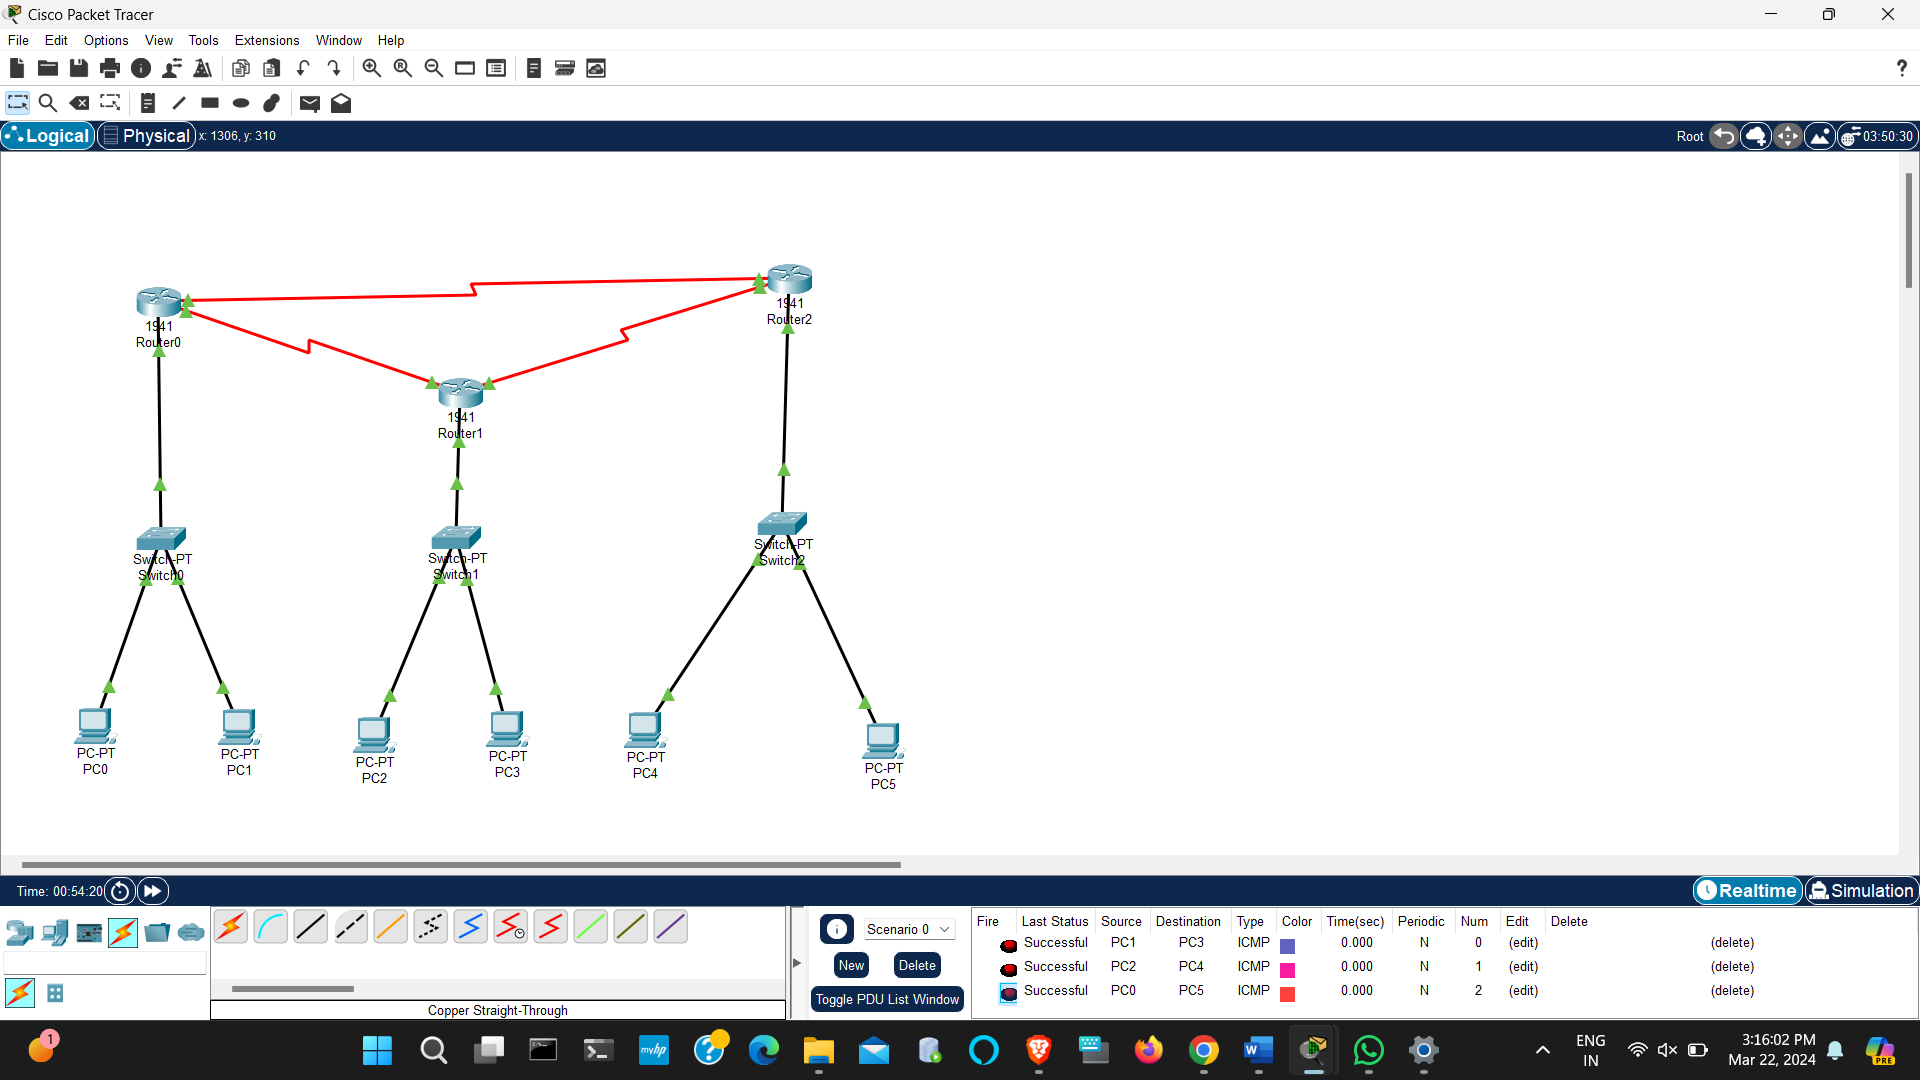 Cisco Packet Tracer
File Edit Options View Tools Extensions Window Help
?
Logical Physical x: 1306, y: 310 Root 03:50:30
1941
Router0
1941
Router2
1941
Router1
Switch-PT
Switch0
Switch-PT
Switch1
Switch-PT
Switch2
PC-PT
PC0
PC-PT
PC1
PC-PT
PC2
PC-PT
PC3
PC-PT
PC4
PC-PT
PC5
Time: 00:54:20 Realtime Simulation
Scenario 0
New Delete
Toggle PDU List Window
Copper Straight-Through
Fire Last Status Source Destination Type Color Time(sec) Periodic Num Edit Delete
Successful PC1 PC3 ICMP 0.000 N 0 (edit) (delete)
Successful PC2 PC4 ICMP 0.000 N 1 (edit) (delete)
Successful PC0 PC5 ICMP 0.000 N 2 (edit) (delete)
1
myhp
ENG
IN
3:16:02 PM
Mar 22, 2024
PRE